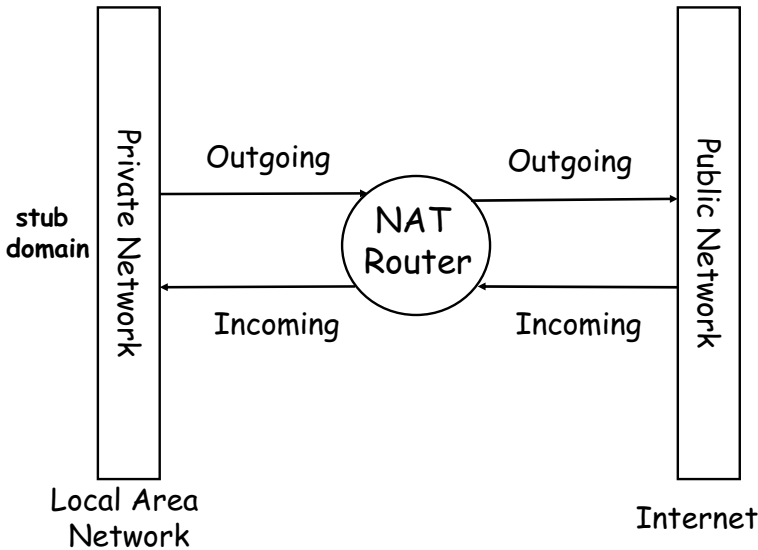 stub
domain
Private Network
Outgoing
NAT
Router
Outgoing
Incoming
Incoming
Public Network
Local Area
Network
Internet